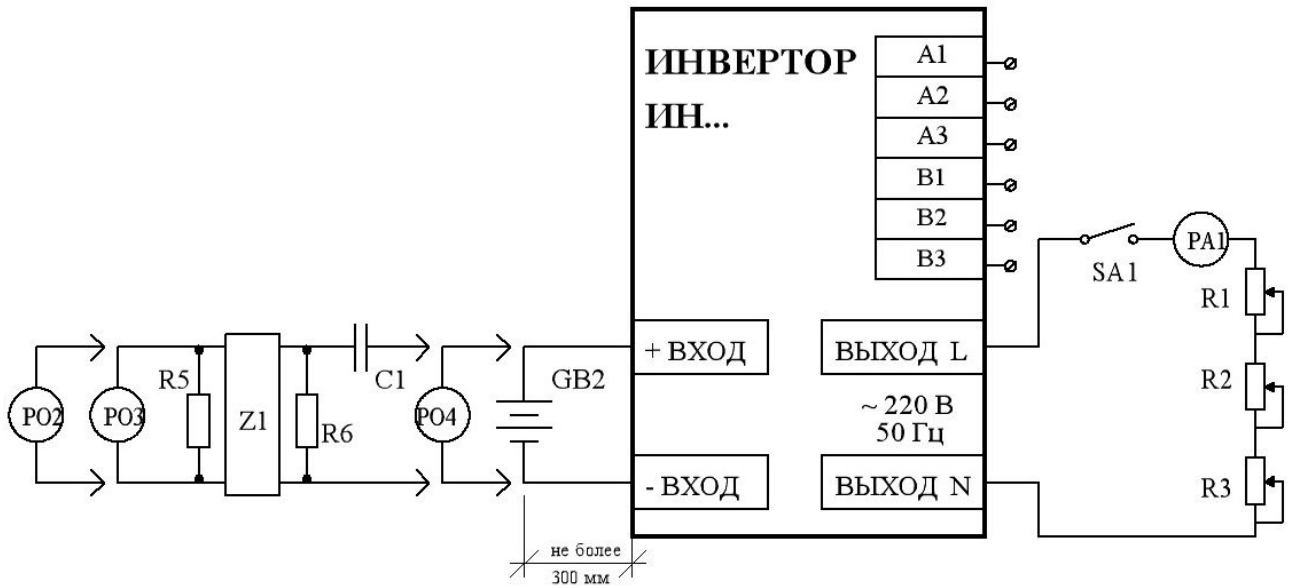 ИНВЕРТОР
ИН...
A1
A2
A3
B1
B2
B3
SA1
PA1
R1
R2
R3
+ ВХОД
ВЫХОД L
~ 220 В
50 Гц
- ВХОД
ВЫХОД N
PO2
PO3
R5
Z1
R6
C1
PO4
GB2
не более
300 мм